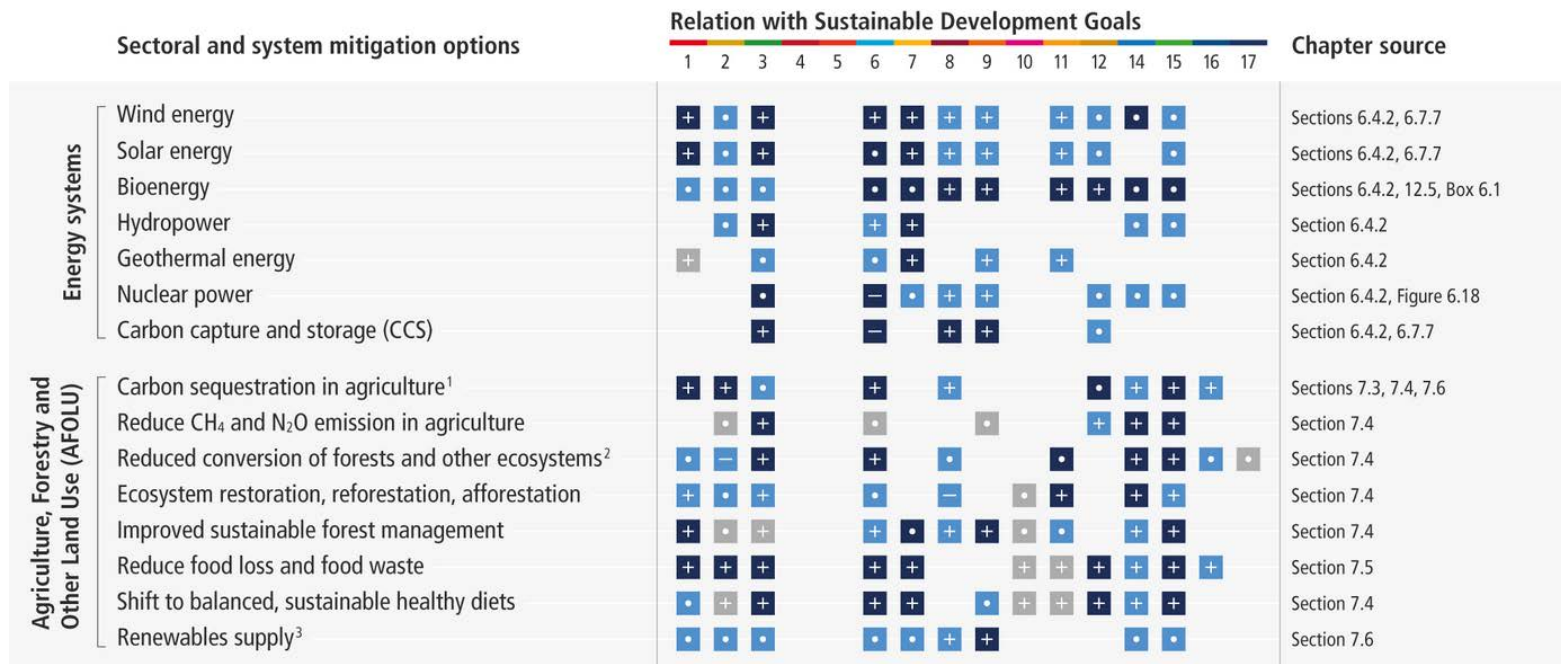 Relation with Sustainable Development Goals
Sectoral and system mitigation options
Chapter source
1 2 3 4 5 6 7 8 9 10 11 12 14 15 16 17
Energy systems
Wind energy + • + + + + + + • • • Sections 6.4.2, 6.7.7
Solar energy + • + • + + + + • • Sections 6.4.2, 6.7.7
Bioenergy • • • • • + + + + • • Sections 6.4.2, 12.5, Box 6.1
Hydropower • + + + • • Section 6.4.2
Geothermal energy + • • + + + Section 6.4.2
Nuclear power • − • + + • • • Section 6.4.2, Figure 6.18
Carbon capture and storage (CCS) + − + + • Section 6.4.2, 6.7.7
Agriculture, Forestry and
Other Land Use (AFOLU)
Carbon sequestration in agriculture¹ + + • + + • + + + Sections 7.3, 7.4, 7.6
Reduce CH₄ and N₂O emission in agriculture • + • • + + + Section 7.4
Reduced conversion of forests and other ecosystems² • − + + • • + + • • Section 7.4
Ecosystem restoration, reforestation, afforestation + • + • − • + + + Section 7.4
Improved sustainable forest management + • + + • + + • • + + Section 7.4
Reduce food loss and food waste + + + + + + + + + + + Section 7.5
Shift to balanced, sustainable healthy diets • + + + + • + + + + + Section 7.4
Renewables supply³ • • • • • + + • • Section 7.6